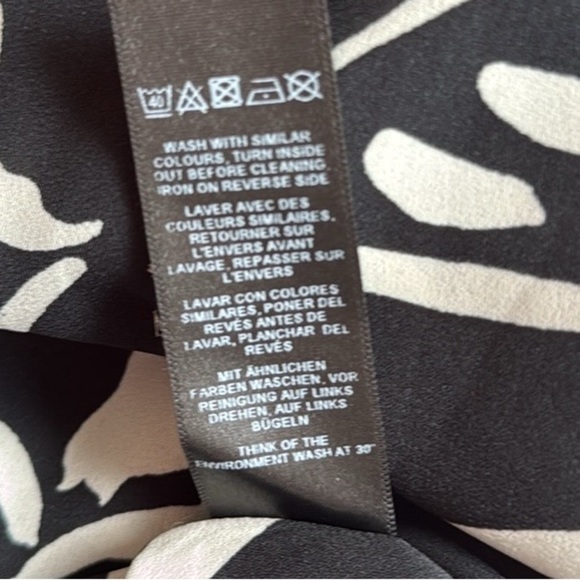 40
WASH WITH SIMILAR
COLOURS, TURN INSIDE
OUT BEFORE CLEANING
IRON ON REVERSE SIDE
LAVER AVEC DES
COULEURS SIMILAIRES,
RETOURNER SUR
L'ENVERS AVANT
LAVAGE, REPASSER SUR
L'ENVERS
LAVAR CON COLORES
SIMILARES, PONER DEL
REVÉS ANTES DE
LAVAR, PLANCHAR DEL
REVÉS
MIT ÄHNLICHEN
FARBEN WASCHEN, VOR
REINIGUNG AUF LINKS
DREHEN, AUF LINKS
BÜGELN
THINK OF THE
ENVIRONMENT WASH AT 30°